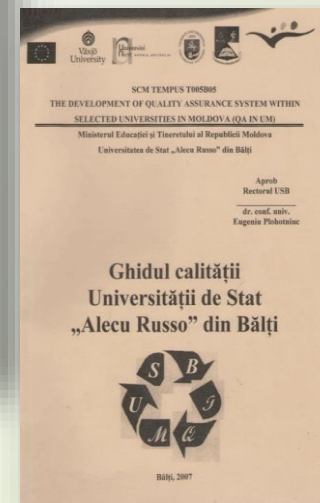 Växjö
University
SCM TEMPUS T005B05
THE DEVELOPMENT OF QUALITY ASSURANCE SYSTEM WITHIN
SELECTED UNIVERSITIES IN MOLDOVA (QA IN UM)
Ministerul Educației și Tineretului al Republicii Moldova
Universitatea de Stat „Alecu Russo” din Bălți
Aprob
Rectorul USB
dr. conf. univ.
Eugeniu Plohotniuc
Ghidul calității
Universității de Stat
„Alecu Russo” din Bălți
S B
U I
M Q
Bălți, 2007